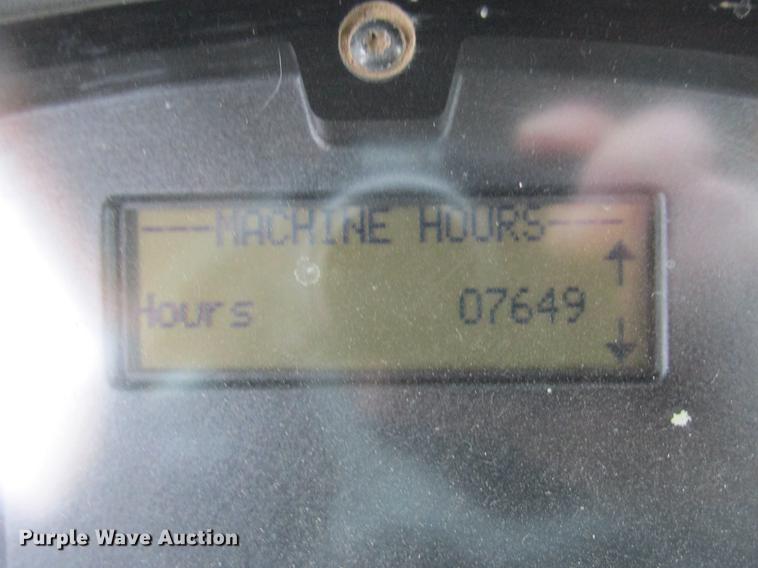 ---MACHINE HOURS---
Hours 07649
Purple Wave Auction